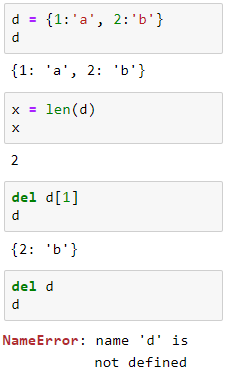 d = {1:'a', 2:'b'}
d
{1: 'a', 2: 'b'}
x = len(d)
x
2
del d[1]
d
{2: 'b'}
del d
d
NameError: name 'd' is
not defined